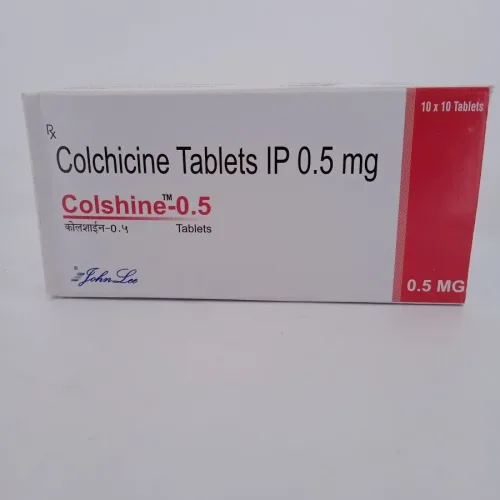 10 x 10 Tablets
Rx
Colchicine Tablets IP 0.5 mg
Colshine™-0.5
कोलशाईन-०.५ Tablets
® John Lee
0.5 MG